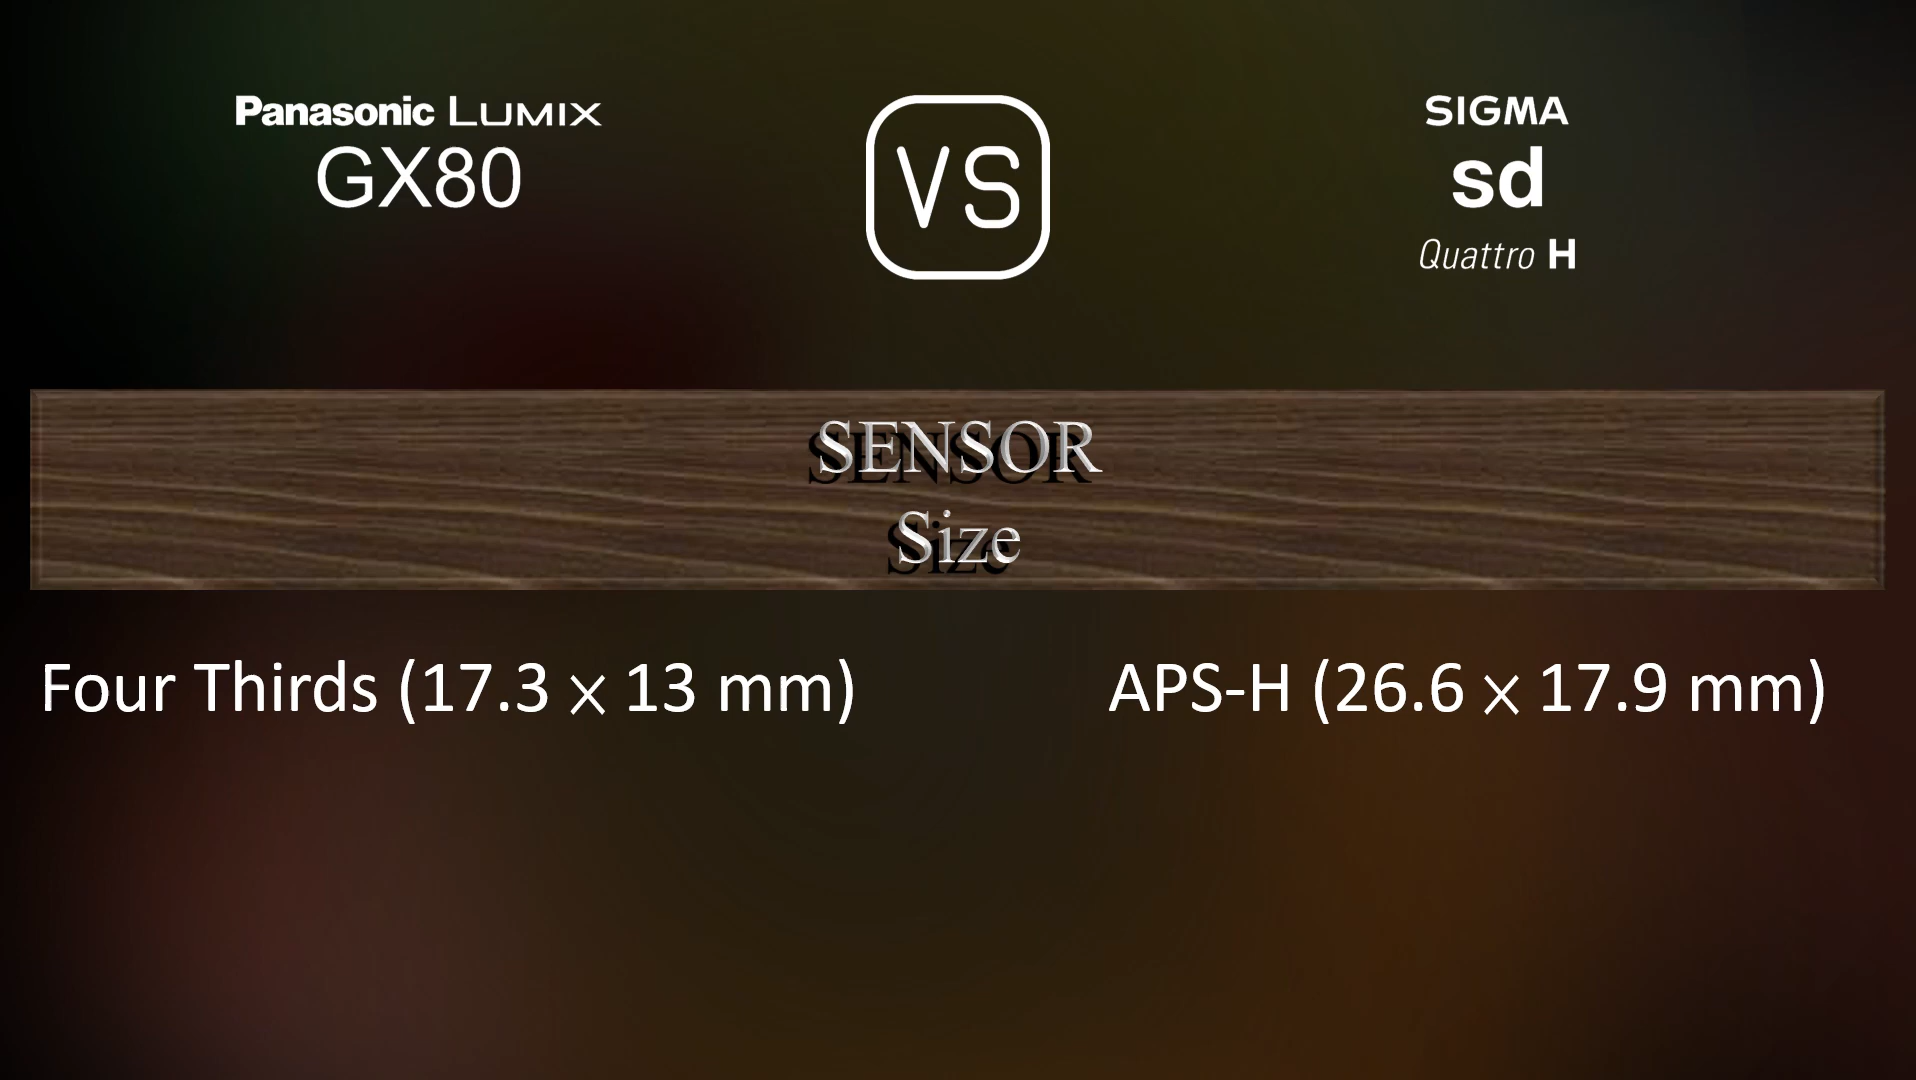 Panasonic LUMIX
GX80
VS
SIGMA
sd
Quattro H
SENSOR
Size
Four Thirds (17.3 x 13 mm)
APS-H (26.6 x 17.9 mm)